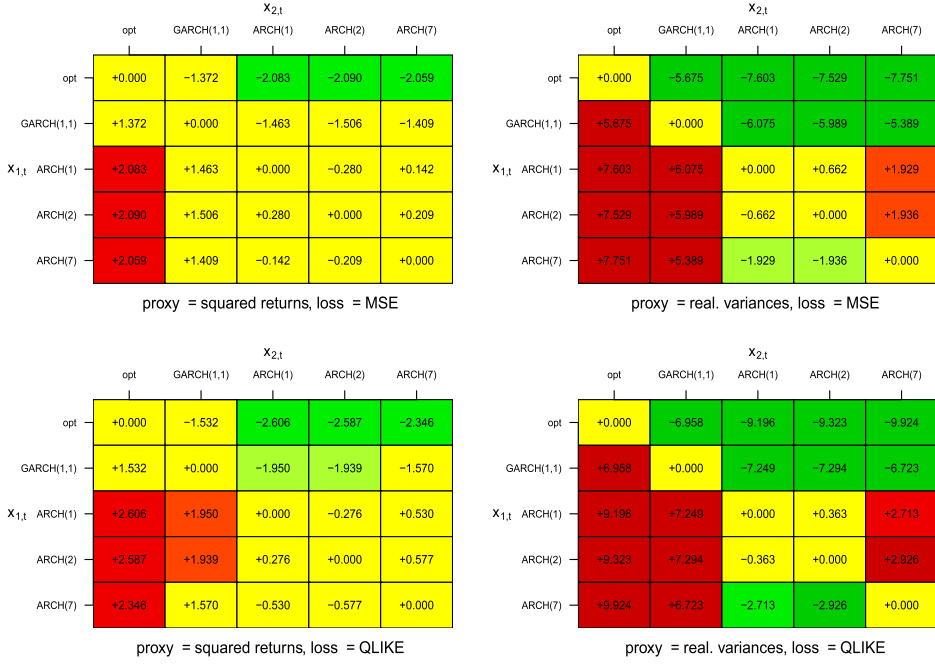 x2,t
opt GARCH(1,1) ARCH(1) ARCH(2) ARCH(7)
opt +0.000 −1.372 −2.083 −2.090 −2.059
GARCH(1,1) +1.372 +0.000 −1.463 −1.506 −1.409
x1,t ARCH(1) +2.083 +1.463 +0.000 −0.280 +0.142
ARCH(2) +2.090 +1.506 +0.280 +0.000 +0.209
ARCH(7) +2.059 +1.409 −0.142 −0.209 +0.000
proxy = squared returns, loss = MSE
x2,t
opt GARCH(1,1) ARCH(1) ARCH(2) ARCH(7)
opt +0.000 −5.675 −7.603 −7.529 −7.751
GARCH(1,1) +5.675 +0.000 −6.075 −5.989 −5.389
x1,t ARCH(1) +7.603 +6.075 +0.000 +0.662 +1.929
ARCH(2) +7.529 +5.989 −0.662 +0.000 +1.936
ARCH(7) +7.751 +5.389 −1.929 −1.936 +0.000
proxy = real. variances, loss = MSE
x2,t
opt GARCH(1,1) ARCH(1) ARCH(2) ARCH(7)
opt +0.000 −1.532 −2.606 −2.587 −2.346
GARCH(1,1) +1.532 +0.000 −1.950 −1.939 −1.570
x1,t ARCH(1) +2.606 +1.950 +0.000 −0.276 +0.530
ARCH(2) +2.587 +1.939 +0.276 +0.000 +0.577
ARCH(7) +2.346 +1.570 −0.530 −0.577 +0.000
proxy = squared returns, loss = QLIKE
x2,t
opt GARCH(1,1) ARCH(1) ARCH(2) ARCH(7)
opt +0.000 −6.958 −9.196 −9.323 −9.924
GARCH(1,1) +6.958 +0.000 −7.249 −7.294 −6.723
x1,t ARCH(1) +9.196 +7.249 +0.000 +0.363 +2.713
ARCH(2) +9.323 +7.294 −0.363 +0.000 +2.926
ARCH(7) +9.924 +6.723 −2.713 −2.926 +0.000
proxy = real. variances, loss = QLIKE